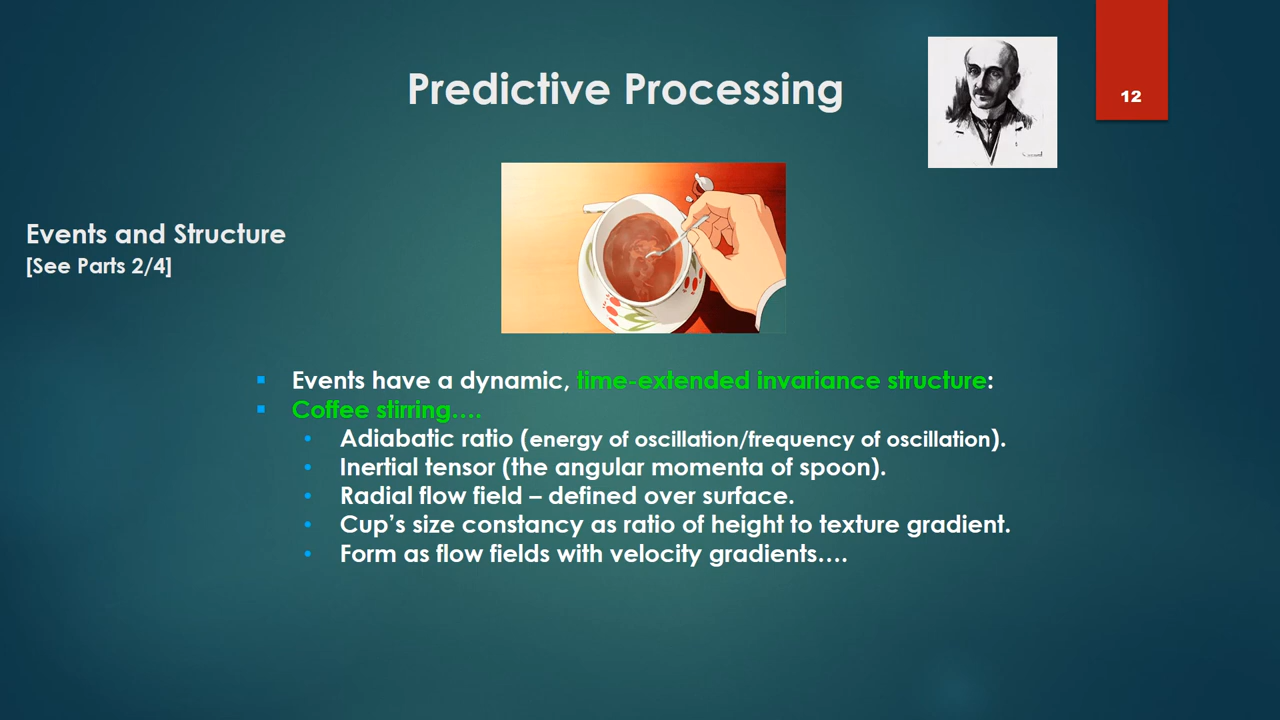 Predictive Processing
12
Events and Structure
[See Parts 2/4]
Events have a dynamic, time-extended invariance structure:
Coffee stirring….
Adiabatic ratio (energy of oscillation/frequency of oscillation).
Inertial tensor (the angular momenta of spoon).
Radial flow field – defined over surface.
Cup’s size constancy as ratio of height to texture gradient.
Form as flow fields with velocity gradients….